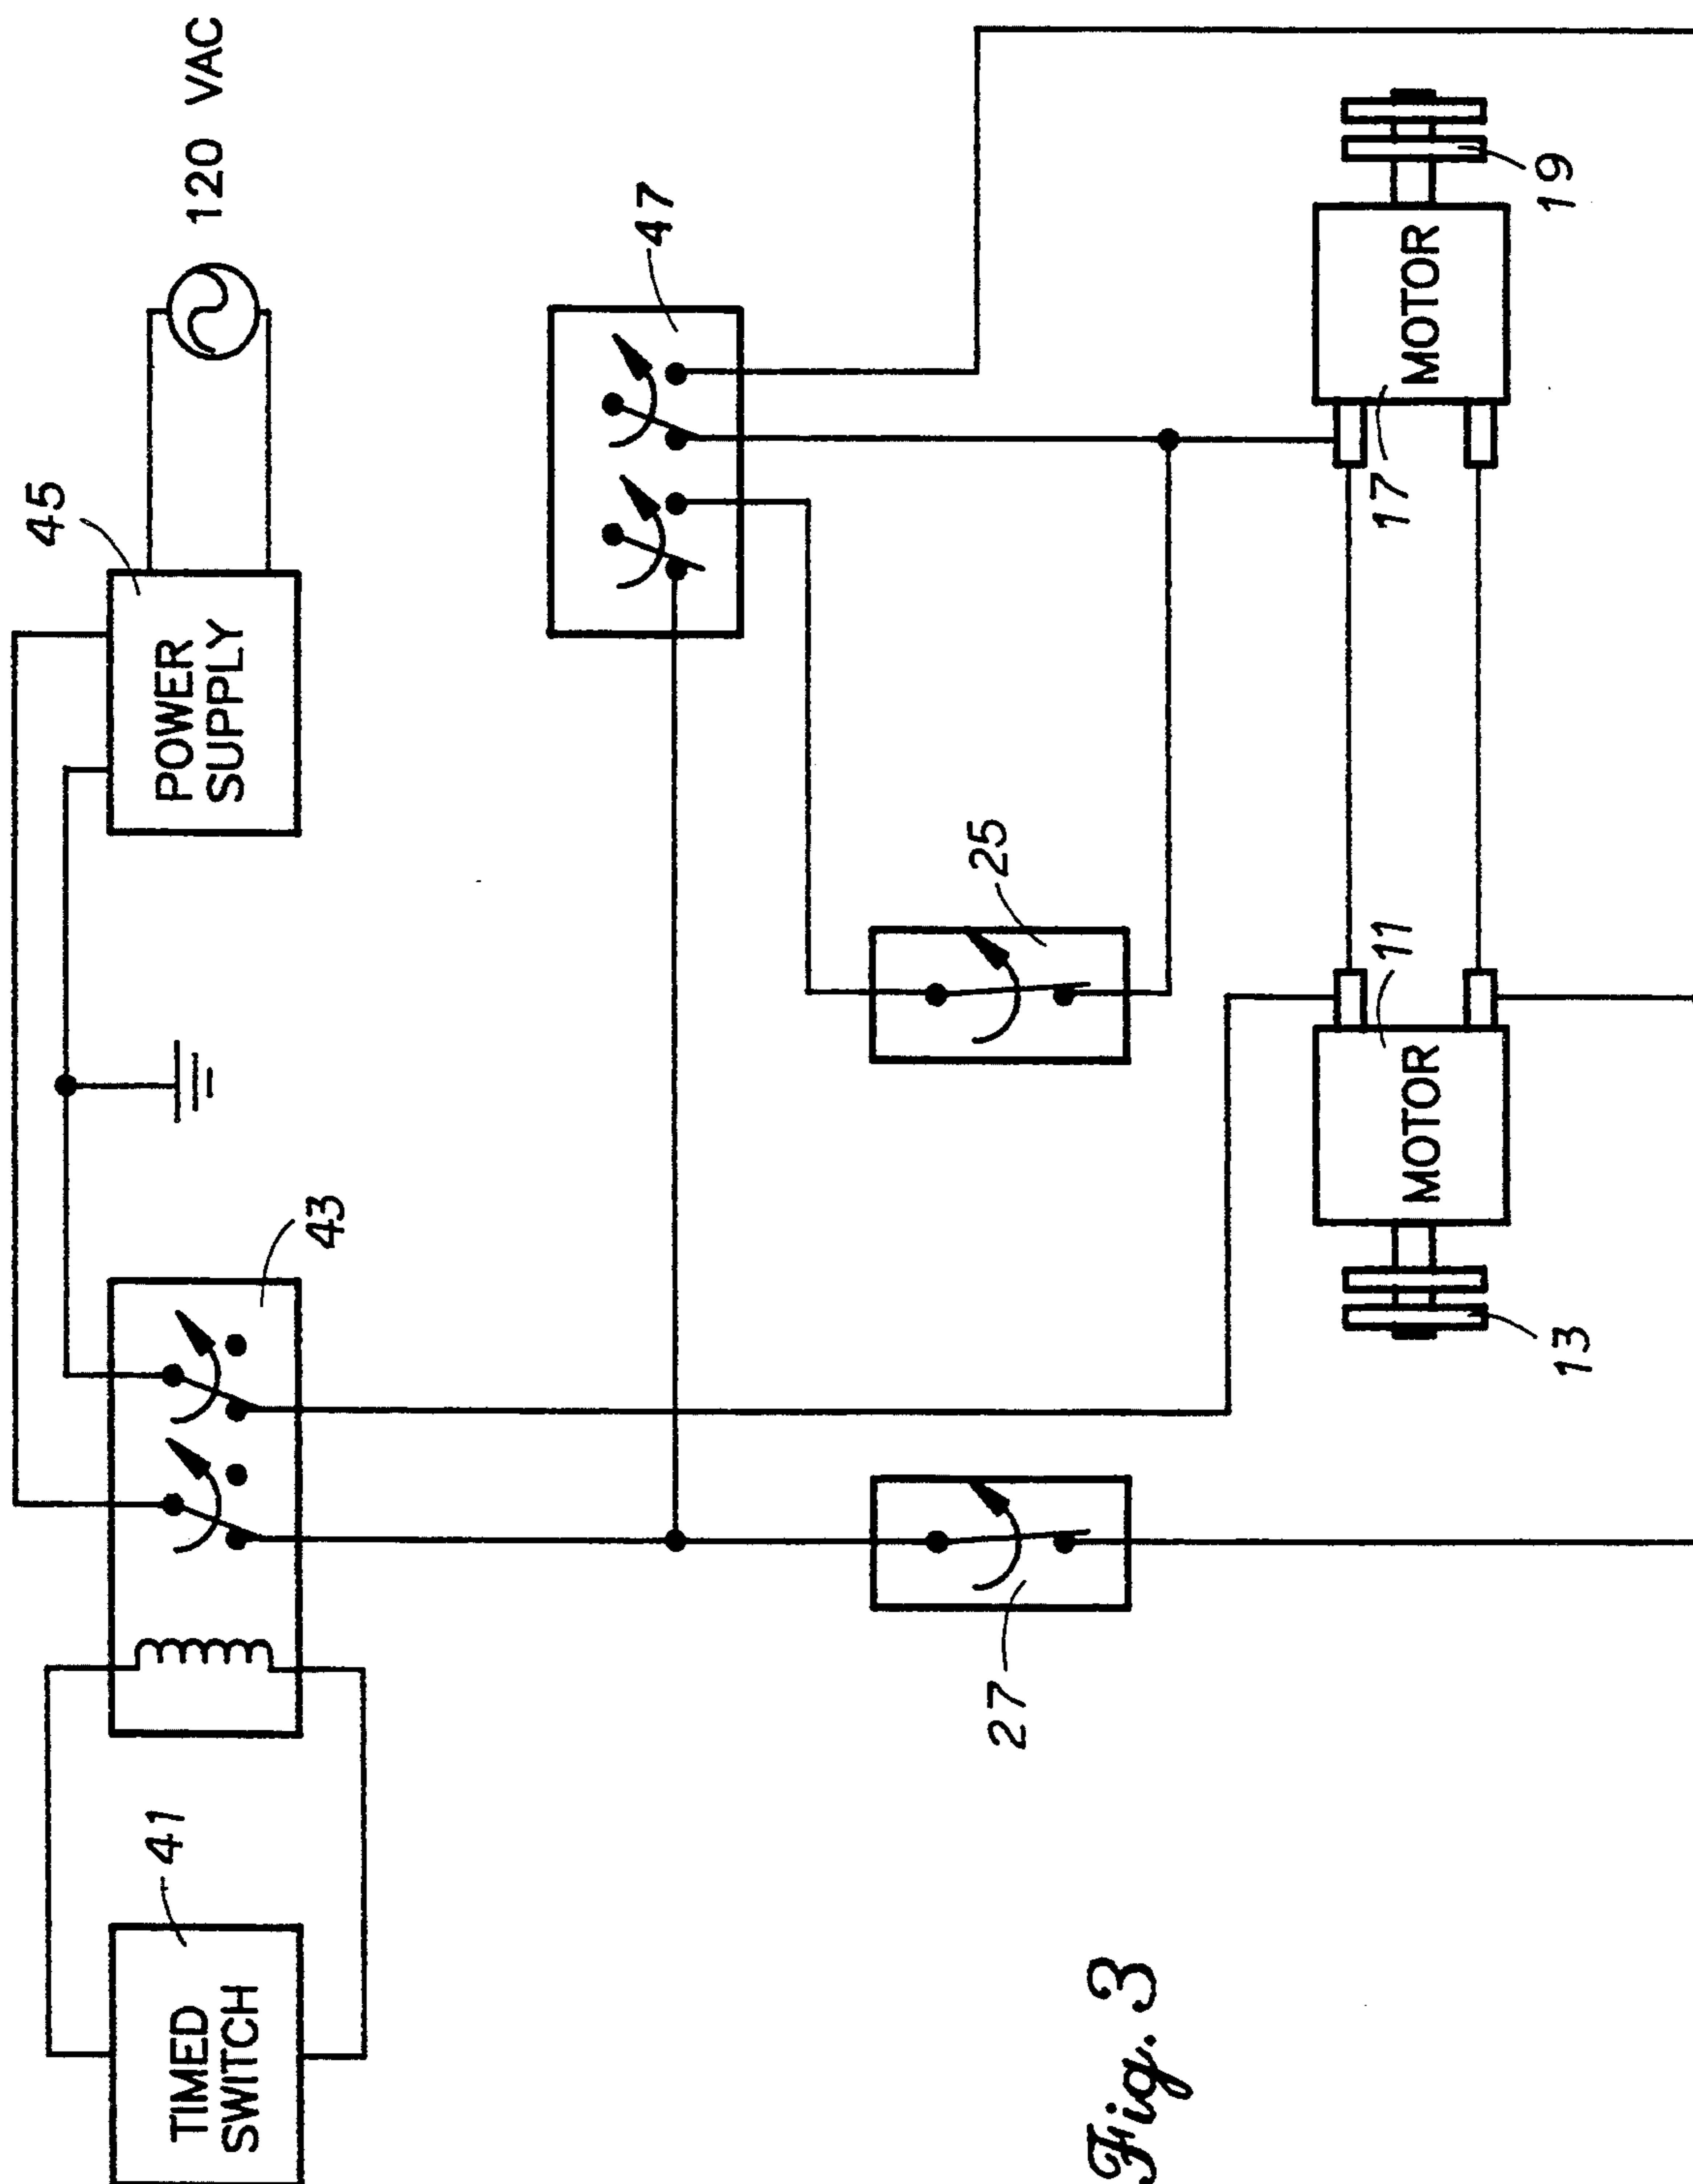 TIMED
SWITCH
41
43
POWER
SUPPLY
45
120 VAC
47
27
25
MOTOR
11
13
MOTOR
17
19
Fig. 3